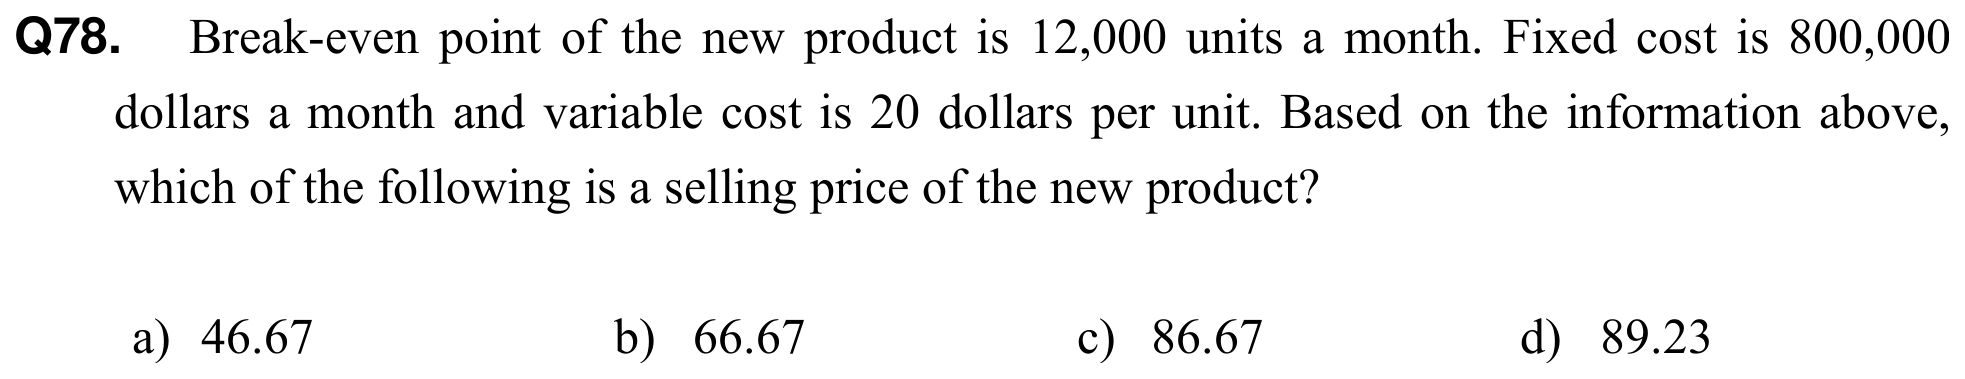 Q78. Break-even point of the new product is 12,000 units a month. Fixed cost is 800,000
dollars a month and variable cost is 20 dollars per unit. Based on the information above,
which of the following is a selling price of the new product?
a) 46.67 b) 66.67 c) 86.67 d) 89.23